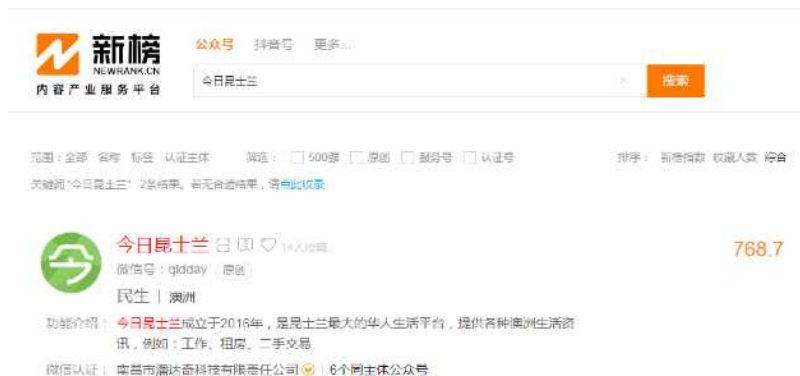 新榜
NEWRANK.CN
内容产业服务平台
公众号 抖音号 更多...
今日昆士兰
搜索
范围：全部 名称 标签 认证主体 筛选： 500强 原创 服务号 认证号 排序： 新榜指数 收藏人数 综合
关键词"今日昆士兰" 2条结果。若无合适结果，请点此收录
今
今日昆士兰 14人收藏
768.7
微信号：qldday 原创
民生 | 澳洲
功能介绍： 今日昆士兰成立于2016年，是昆士兰最大的华人生活平台，提供各种澳洲生活资
讯，例如：工作、租房、二手交易
微信认证： 南昌市 科技有限责任公司 6个同主体公众号